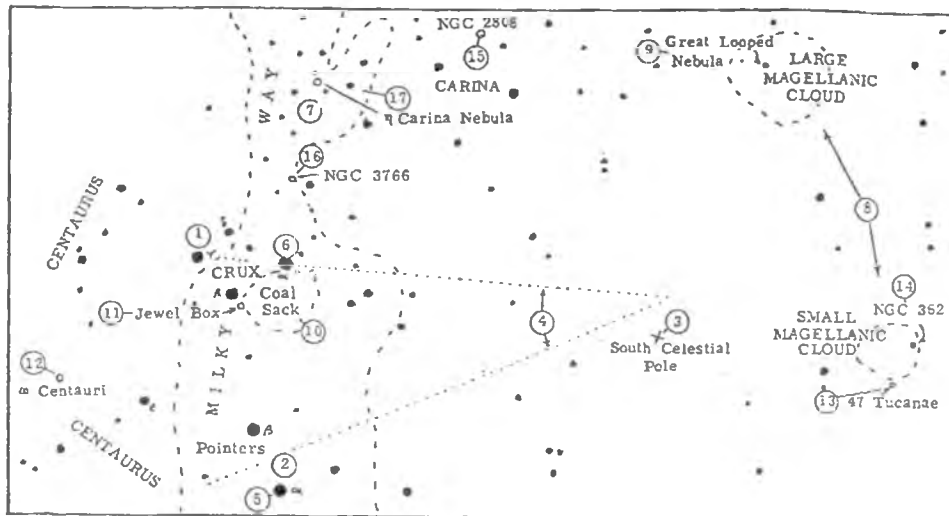 NGC 2808
15
CARINA
9
Great Looped
Nebula
LARGE
MAGELLANIC
CLOUD
WAY
7
17
η Carina Nebula
16
NGC 3766
CENTAURUS
8
1
γ
6
CRUX
Coal
Sack
14
NGC 362
11
Jewel Box
10
4
3
South Celestial
Pole
SMALL
MAGELLANIC
CLOUD
12
ω Centauri
MILKY
13
47 Tucanae
ε
β
Pointers
CENTAURUS
2
5
α